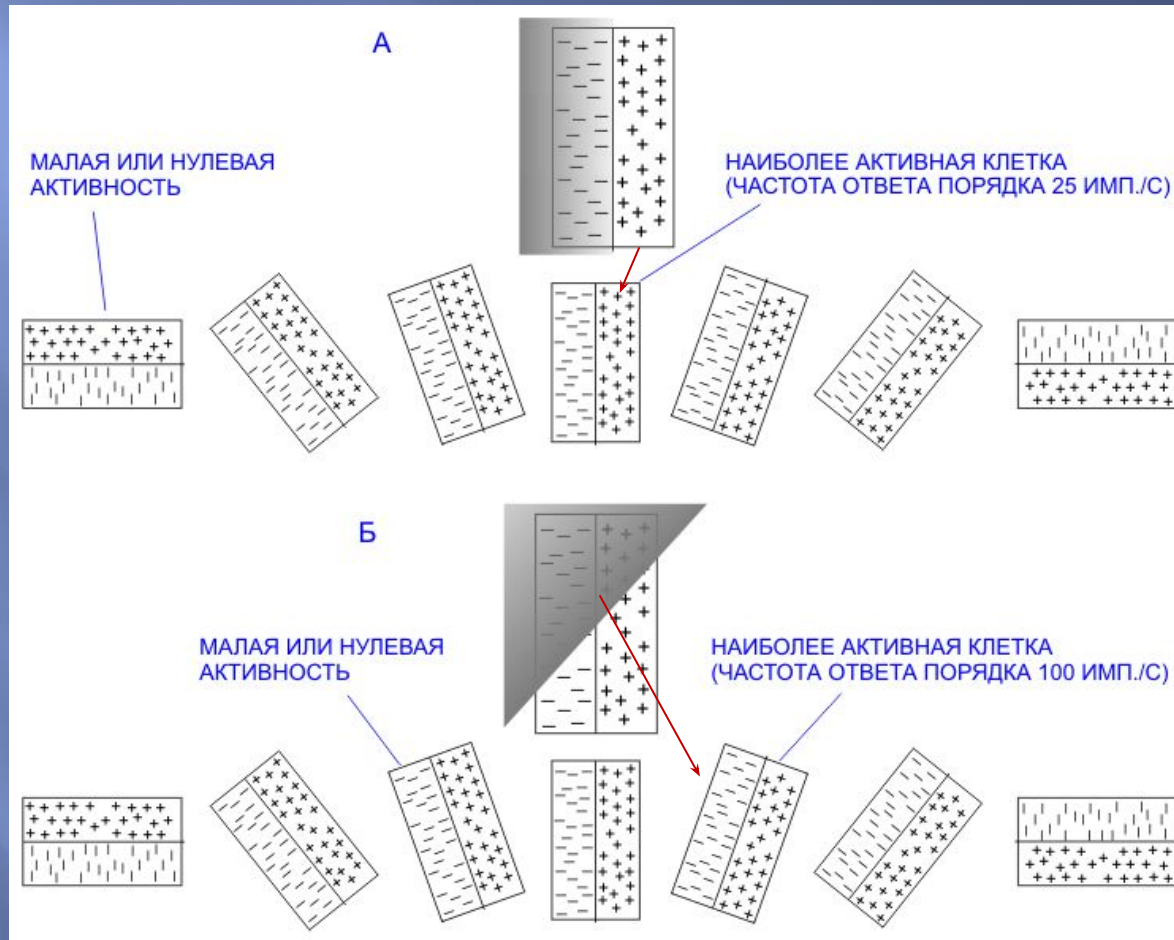 А
МАЛАЯ ИЛИ НУЛЕВАЯ
АКТИВНОСТЬ
НАИБОЛЕЕ АКТИВНАЯ КЛЕТКА
(ЧАСТОТА ОТВЕТА ПОРЯДКА 25 ИМП./С)
Б
МАЛАЯ ИЛИ НУЛЕВАЯ
АКТИВНОСТЬ
НАИБОЛЕЕ АКТИВНАЯ КЛЕТКА
(ЧАСТОТА ОТВЕТА ПОРЯДКА 100 ИМП./С)